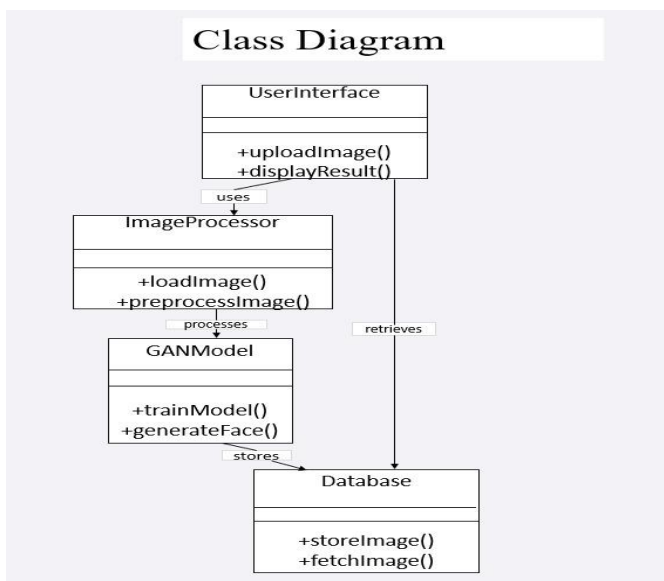 Class Diagram
UserInterface
+uploadImage()
+displayResult()
uses
ImageProcessor
+loadImage()
+preprocessImage()
processes
retrieves
GANModel
+trainModel()
+generateFace()
stores
Database
+storeImage()
+fetchImage()